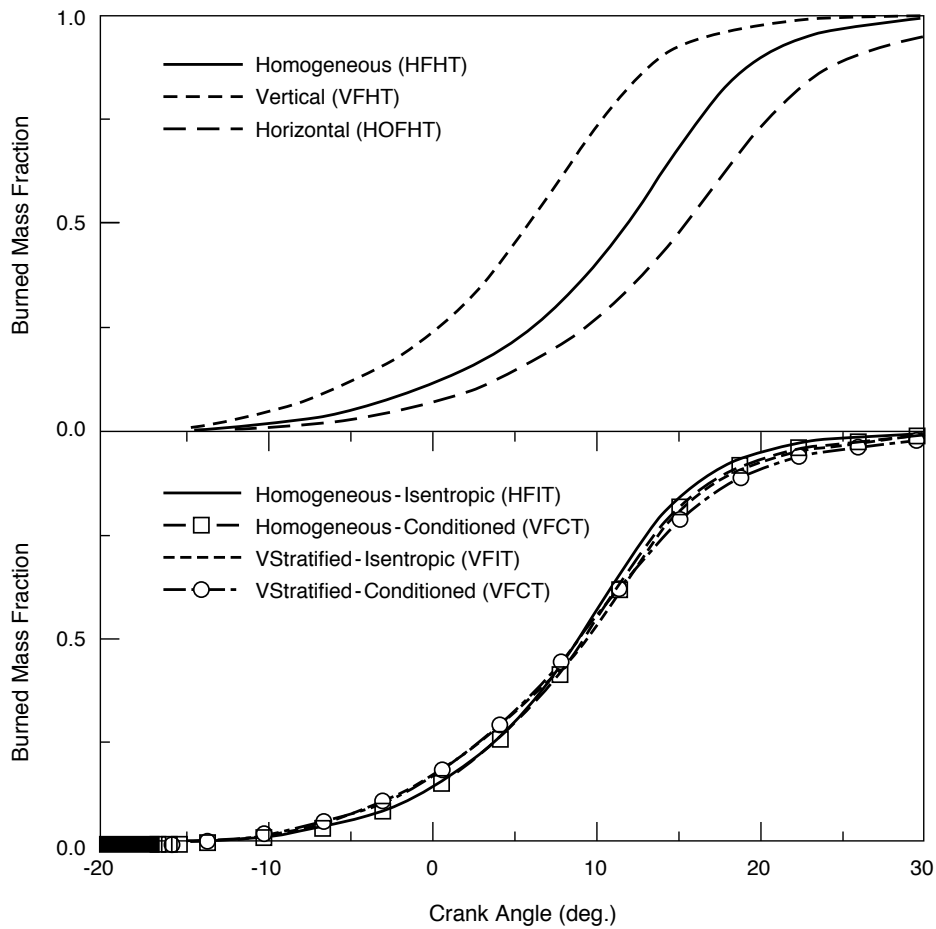 1.0
Homogeneous (HFHT)
Vertical (VFHT)
Horizontal (HOFHT)
0.5
Burned Mass Fraction
0.0
Homogeneous-Isentropic (HFIT)
Homogeneous-Conditioned (VFCT)
VStratified-Isentropic (VFIT)
VStratified-Conditioned (VFCT)
0.5
Burned Mass Fraction
0.0
-20 -10 0 10 20 30
Crank Angle (deg.)